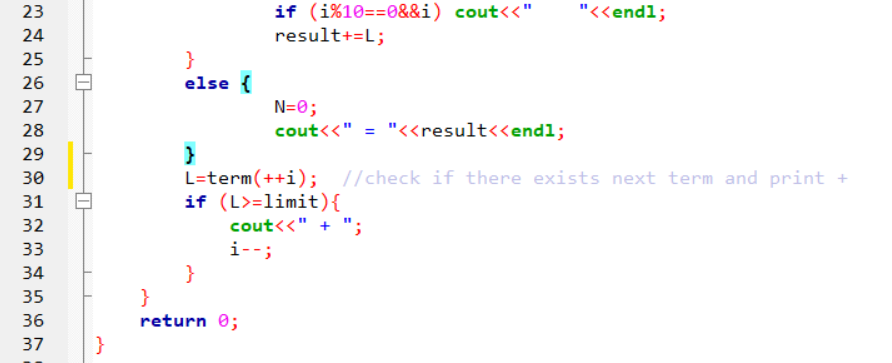 23 if (i%10==0&&i) cout<<"    "<<endl;
24 result+=L;
25 }
26 else {
27 N=0;
28 cout<<" = "<<result<<endl;
29 }
30 L=term(++i);  //check if there exists next term and print +
31 if (L>=limit){
32 cout<<" + ";
33 i--;
34 }
35 }
36 return 0;
37 }